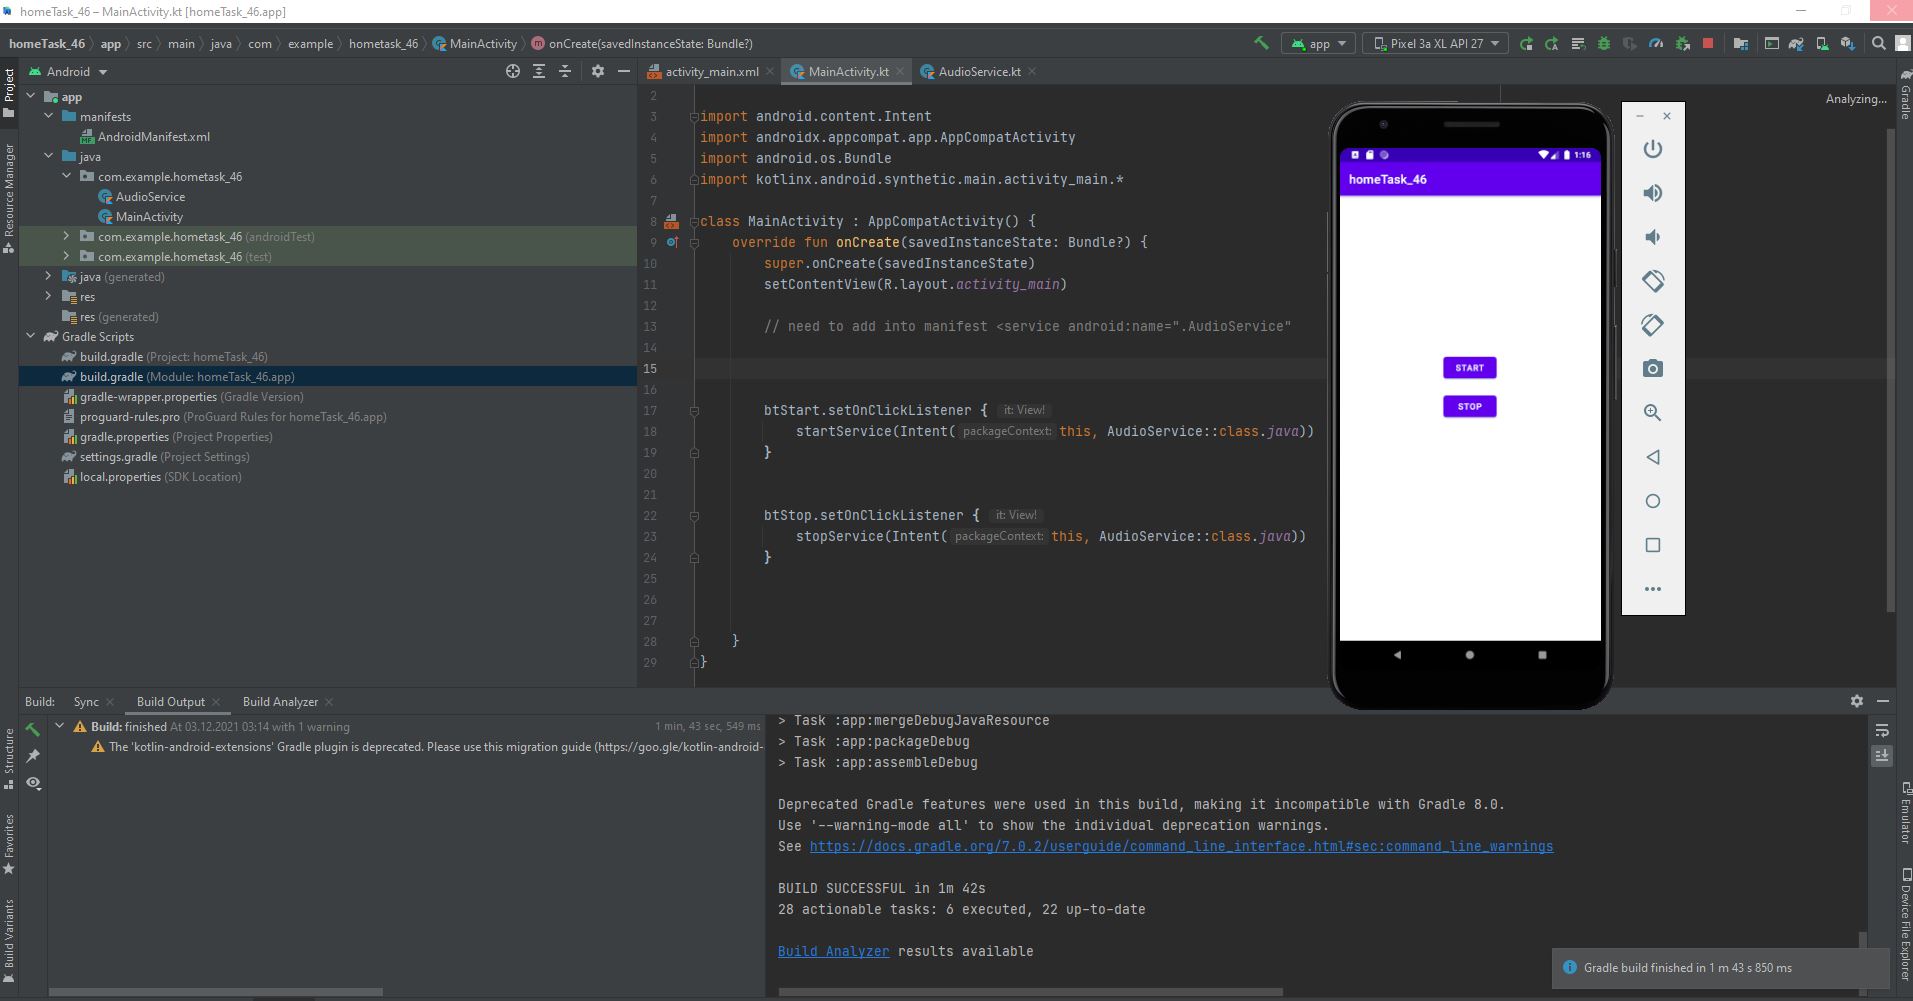 homeTask_46 – MainActivity.kt [homeTask_46.app]
homeTask_46 app src main java com example hometask_46 MainActivity onCreate(savedInstanceState: Bundle?)
app Pixel 3a XL API 27
Project
Resource Manager
Structure
Favorites
Build Variants
Android
app
manifests
AndroidManifest.xml
java
com.example.hometask_46
AudioService
MainActivity
com.example.hometask_46 (androidTest)
com.example.hometask_46 (test)
java (generated)
res
res (generated)
Gradle Scripts
build.gradle (Project: homeTask_46)
build.gradle (Module: homeTask_46.app)
gradle-wrapper.properties (Gradle Version)
proguard-rules.pro (ProGuard Rules for homeTask_46.app)
gradle.properties (Project Properties)
settings.gradle (Project Settings)
local.properties (SDK Location)
activity_main.xml MainActivity.kt AudioService.kt
Analyzing...
2
3 import android.content.Intent
4 import androidx.appcompat.app.AppCompatActivity
5 import android.os.Bundle
6 import kotlinx.android.synthetic.main.activity_main.*
7
8 class MainActivity : AppCompatActivity() {
9 override fun onCreate(savedInstanceState: Bundle?) {
10 super.onCreate(savedInstanceState)
11 setContentView(R.layout.activity_main)
12
13 // need to add into manifest <service android:name=".AudioService"
14
15
16
17 btStart.setOnClickListener { it: View!
18 startService(Intent( packageContext: this, AudioService::class.java))
19 }
20
21
22 btStop.setOnClickListener { it: View!
23 stopService(Intent( packageContext: this, AudioService::class.java))
24 }
25
26
27
28 }
29 }
1:16
homeTask_46
START
STOP
Gradle
Emulator
Device File Explorer
Build: Sync Build Output Build Analyzer
Build: finished At 03.12.2021 03:14 with 1 warning 1 min, 43 sec, 549 ms
The 'kotlin-android-extensions' Gradle plugin is deprecated. Please use this migration guide (https://goo.gle/kotlin-android-
> Task :app:mergeDebugJavaResource
> Task :app:packageDebug
> Task :app:assembleDebug
Deprecated Gradle features were used in this build, making it incompatible with Gradle 8.0.
Use '--warning-mode all' to show the individual deprecation warnings.
See https://docs.gradle.org/7.0.2/userguide/command_line_interface.html#sec:command_line_warnings
BUILD SUCCESSFUL in 1m 42s
28 actionable tasks: 6 executed, 22 up-to-date
Build Analyzer results available
Gradle build finished in 1 m 43 s 850 ms